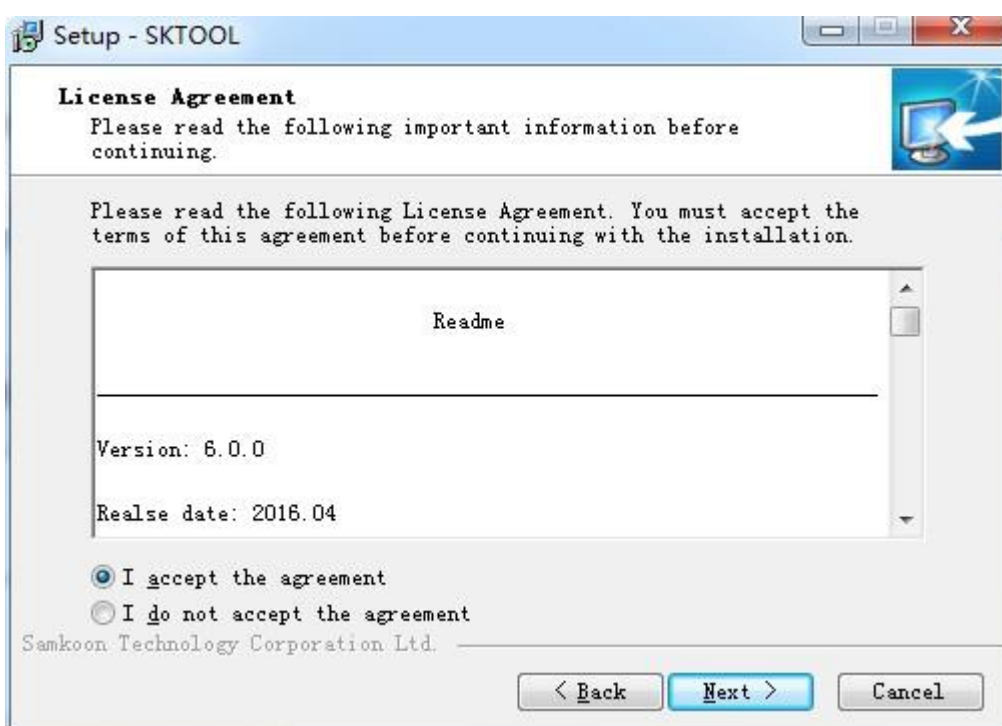 Setup - SKTOOL
License Agreement
Please read the following important information before
continuing.
Please read the following License Agreement. You must accept the
terms of this agreement before continuing with the installation.
Readme
Version: 6.0.0
Realse date: 2016.04
I accept the agreement
I do not accept the agreement
Samkoon Technology Corporation Ltd.
< Back
Next >
Cancel